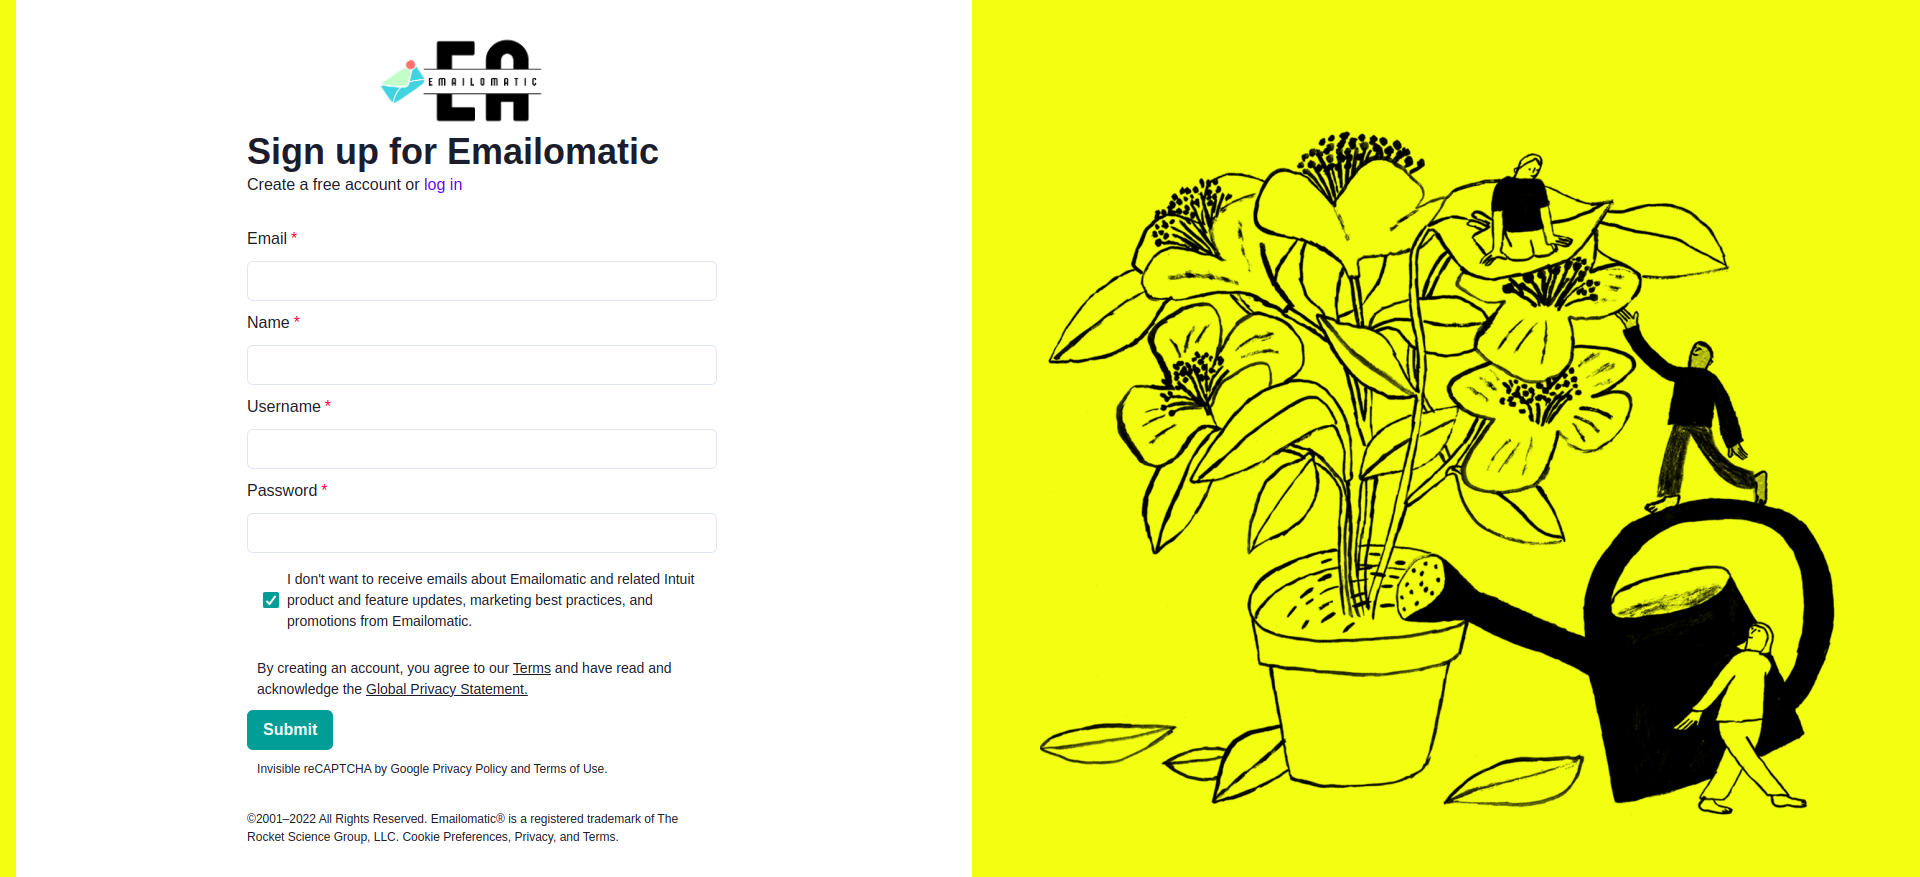 EA
EMAILOMATIC
Sign up for Emailomatic
Create a free account or log in
Email *
Name *
Username *
Password *
I don't want to receive emails about Emailomatic and related Intuit
product and feature updates, marketing best practices, and
promotions from Emailomatic.
By creating an account, you agree to our Terms and have read and
acknowledge the Global Privacy Statement.
Submit
Invisible reCAPTCHA by Google Privacy Policy and Terms of Use.
©2001–2022 All Rights Reserved. Emailomatic® is a registered trademark of The
Rocket Science Group, LLC. Cookie Preferences, Privacy, and Terms.